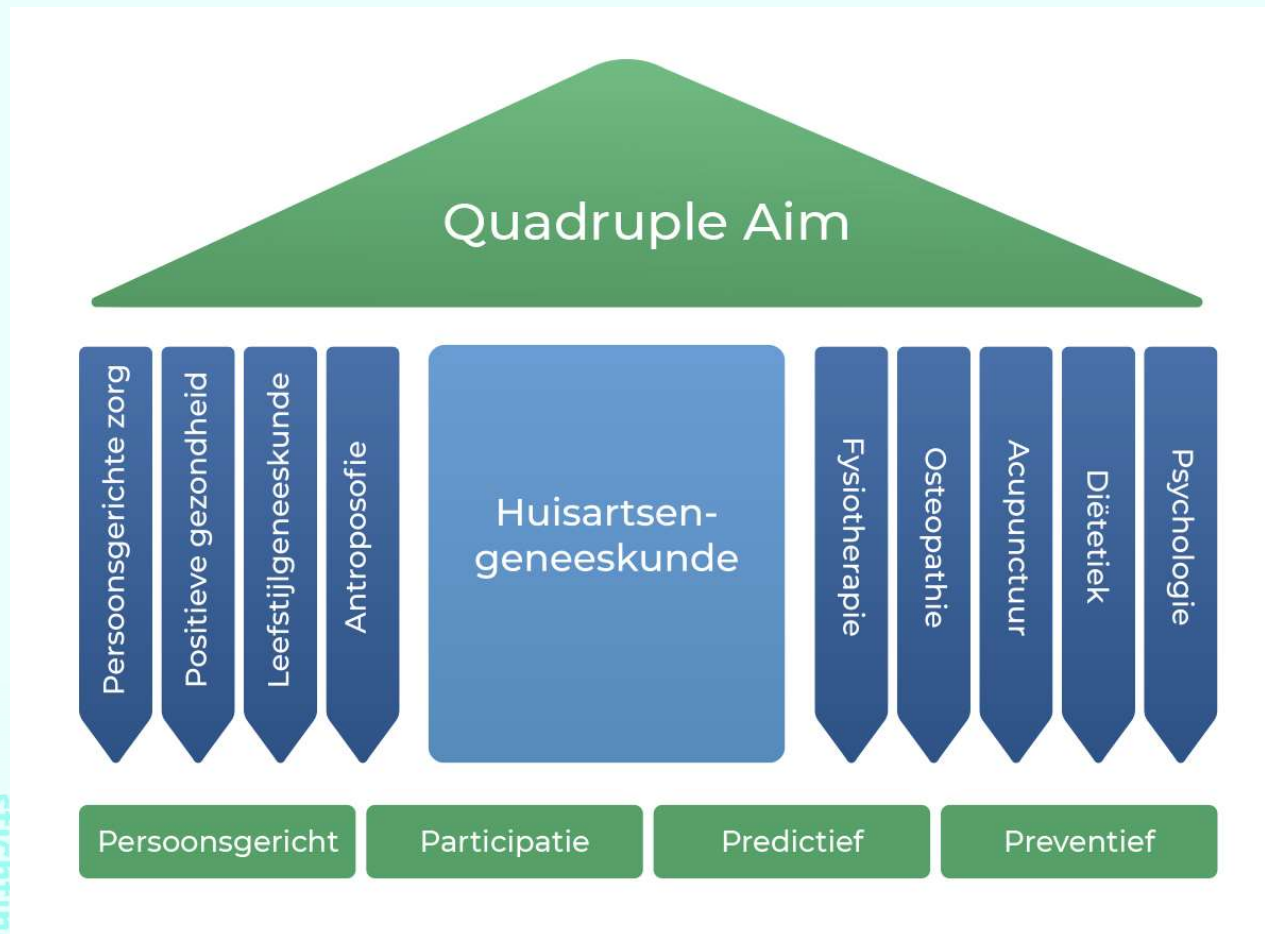 Quadruple Aim
Persoonsgerichte zorg
Positieve gezondheid
Leefstijlgeneeskunde
Antroposofie
Huisartsen-
geneeskunde
Fysiotherapie
Osteopathie
Acupunctuur
Diëtetiek
Psychologie
Persoonsgericht
Participatie
Predictief
Preventief